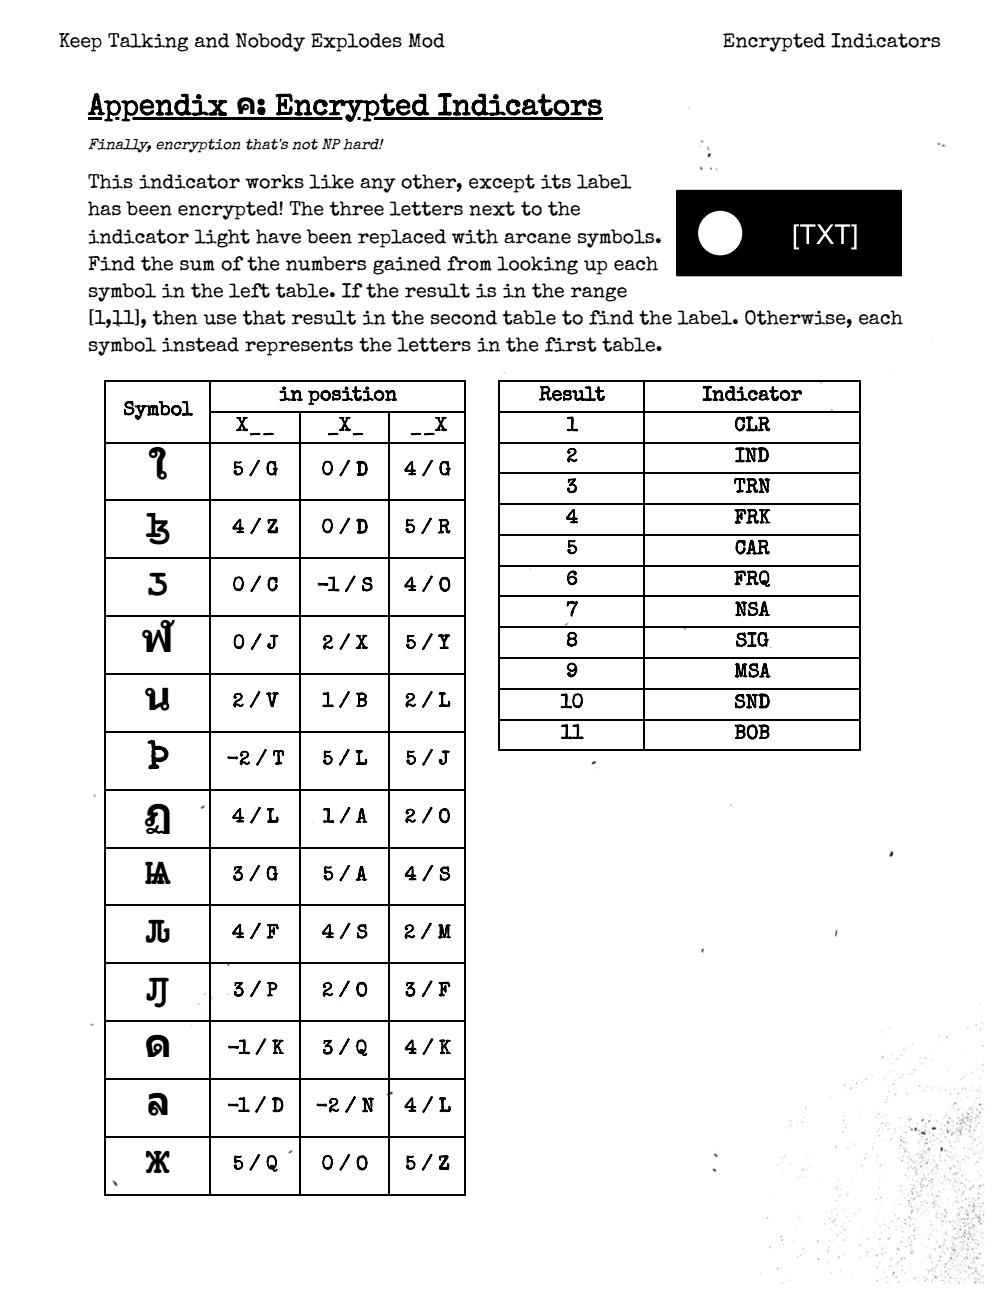 Keep Talking and Nobody Explodes Mod
Encrypted Indicators
Appendix ค: Encrypted Indicators
Finally, encryption that's not NP hard!
This indicator works like any other, except its label
has been encrypted! The three letters next to the
indicator light have been replaced with arcane symbols.
Find the sum of the numbers gained from looking up each
symbol in the left table. If the result is in the range
[1,11], then use that result in the second table to find the label. Otherwise, each
symbol instead represents the letters in the first table.
[TXT]
Symbol in position
X__ _X_ __X
ใ 5 / G 0 / D 4 / G
ꮣ 4 / Z 0 / D 5 / R
Ʒ 0 / C -1 / S 4 / O
ฬ 0 / J 2 / X 5 / Y
น 2 / V 1 / B 2 / L
Þ -2 / T 5 / L 5 / J
ฏ 4 / L 1 / A 2 / O
Ѩ 3 / G 5 / A 4 / S
Ԉ 4 / F 4 / S 2 / M
Ԓ 3 / P 2 / O 3 / F
ด -1 / K 3 / Q 4 / K
ล -1 / D -2 / N 4 / L
Ж 5 / Q 0 / O 5 / Z
Result Indicator
1 CLR
2 IND
3 TRN
4 FRK
5 CAR
6 FRQ
7 NSA
8 SIG
9 MSA
10 SND
11 BOB